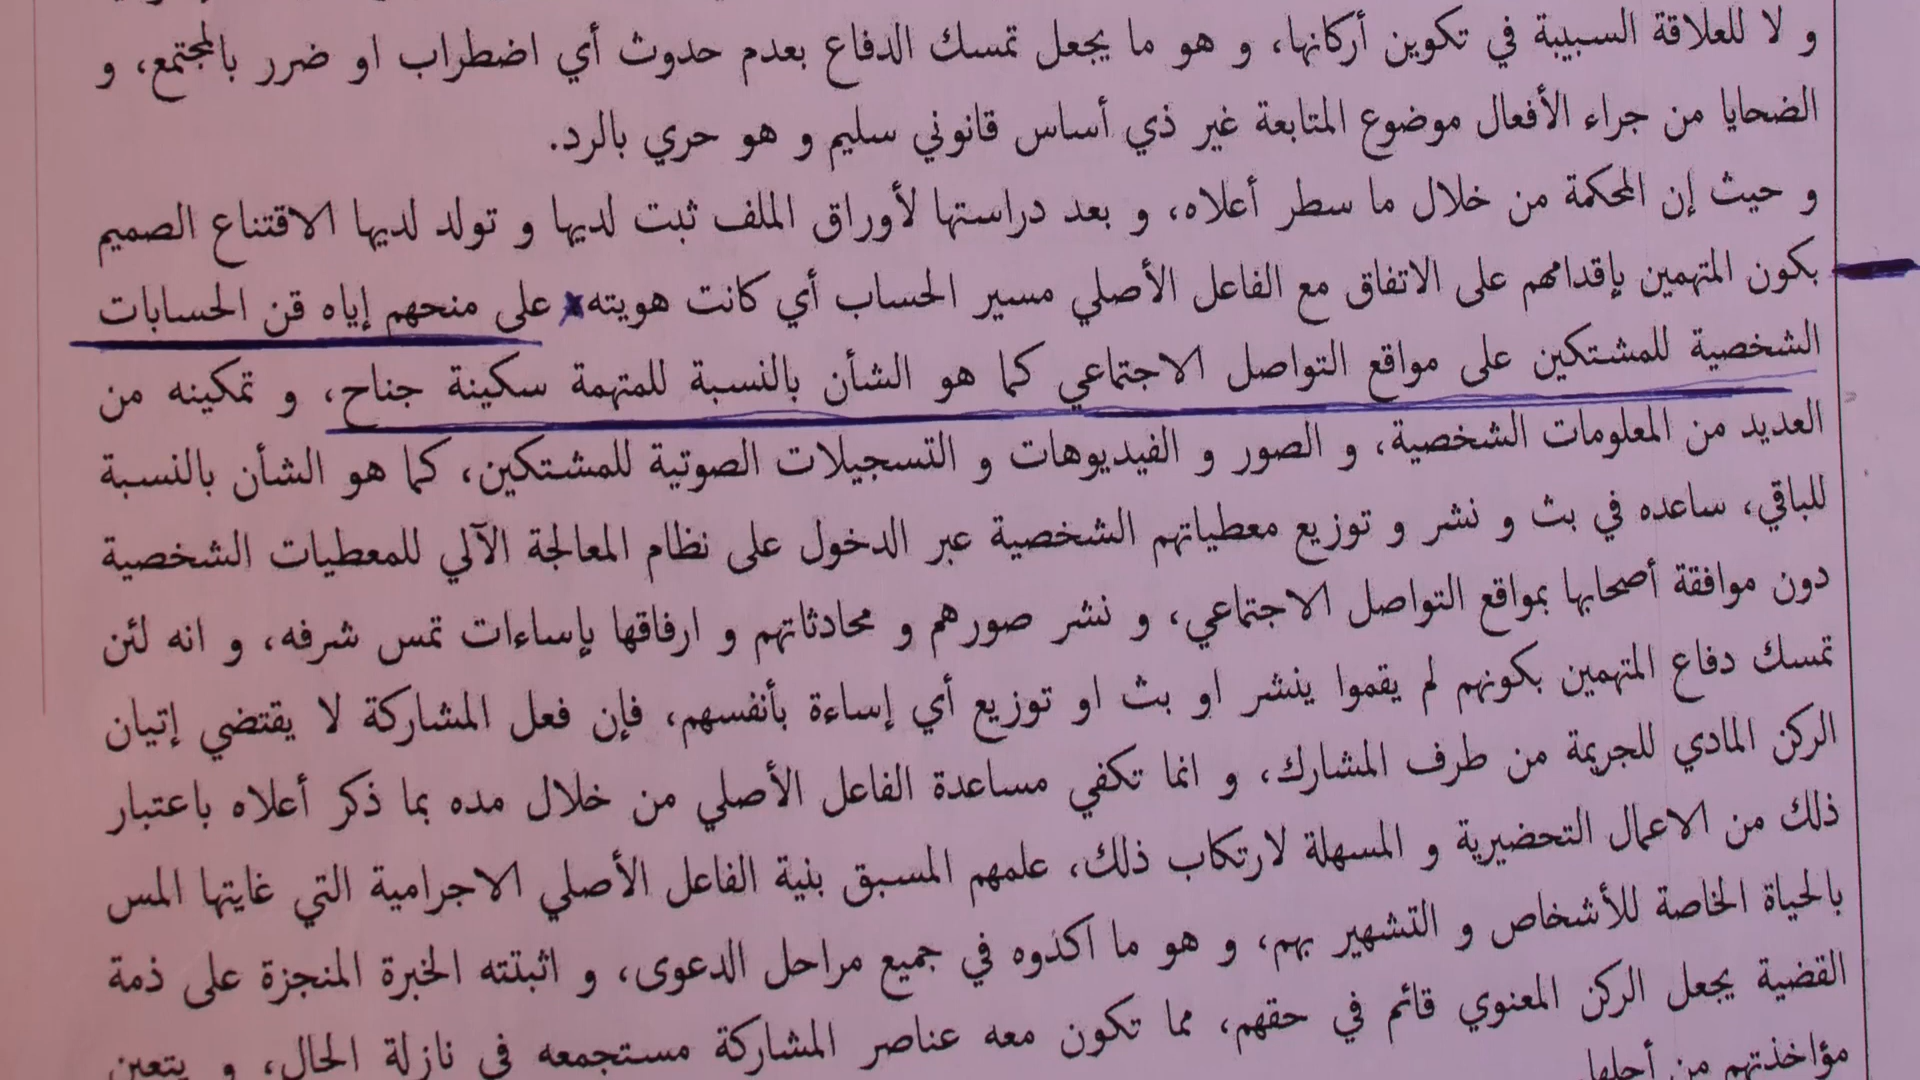 و لا للعلاقة السببية في تكوين أركانها، و هو ما يجعل تمسك الدفاع بعدم حدوث أي اضطراب او ضرر بالمجتمع، و
الضحايا من جراء الأفعال موضوع المتابعة غير ذي أساس قانوني سليم و هو حري بالرد.
و حيث إن المحكمة من خلال ما سطر أعلاه، و بعد دراستها لأوراق الملف ثبت لديها و تولد لديها الاقتناع الصميم
بكون المتهمين بإقدامهم على الاتفاق مع الفاعل الأصلي مسير الحساب أي كانت هويته على منحهم إياه قن الحسابات
الشخصية للمشتكين على مواقع التواصل الاجتماعي كما هو الشأن بالنسبة للمتهمة سكينة جناح، و تمكينه من
العديد من المعلومات الشخصية، و الصور و الفيديوهات و التسجيلات الصوتية للمشتكين، كما هو الشأن بالنسبة
للباقي، ساعده في بث و نشر و توزيع معطياتهم الشخصية عبر الدخول على نظام المعالجة الآلي للمعطيات الشخصية
دون موافقة أصحابها بمواقع التواصل الاجتماعي، و نشر صورهم و محادثاتهم و ارفاقها بإساءات تمس شرفه، و انه لئن
تمسك دفاع المتهمين بكونهم لم يقموا ينشر او بث او توزيع أي إساءة بأنفسهم، فإن فعل المشاركة لا يقتضي إتيان
الركن المادي للجريمة من طرف المشارك، و انما تكفي مساعدة الفاعل الأصلي من خلال مده بما ذكر أعلاه باعتبار
ذلك من الاعمال التحضيرية و المسهلة لارتكاب ذلك، علمهم المسبق بنية الفاعل الأصلي الاجرامية التي غايتها المس
بالحياة الخاصة للأشخاص و التشهير بهم، و هو ما اكذوه في جميع مراحل الدعوى، و اثبتته الخبرة المنجزة على ذمة
القضية يجعل الركن المعنوي قائم في حقهم، مما تكون معه عناصر المشاركة مستجمعه في نازلة الحال، و يتعين
مؤاخذتهم من أجلها